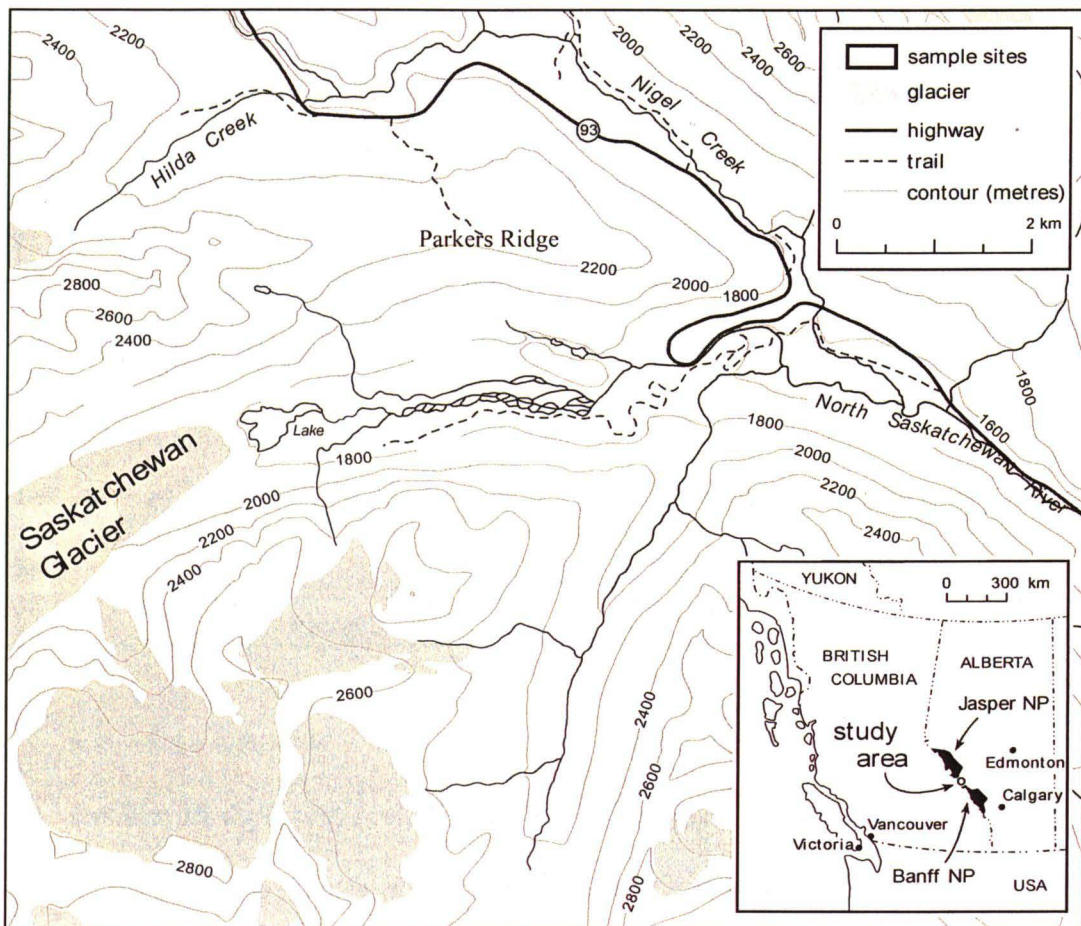 2400
2200
2000
2200
2400
2600
Hilda Creek
Nigel
Creek
93
Parkers Ridge
2200
2000
1800
2800
2600
2400
Lake
1800
Saskatchewan
Glacier
2000
2200
2400
North Saskatchewan River
1800
1600
1800
2000
2200
2400
2600
2400
2600
2800
2800
sample sites
glacier
highway
trail
contour (metres)
0 2 km
YUKON
0 300 km
BRITISH
COLUMBIA
ALBERTA
Jasper NP
study
area
Edmonton
Calgary
Vancouver
Victoria
Banff NP
USA